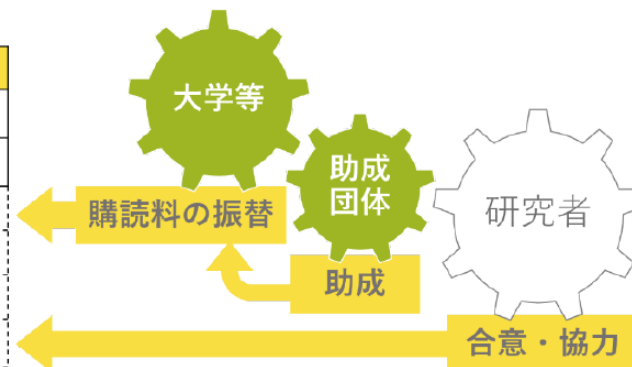 大学等
助成
団体
研究者
購読料の振替
助成
合意・協力